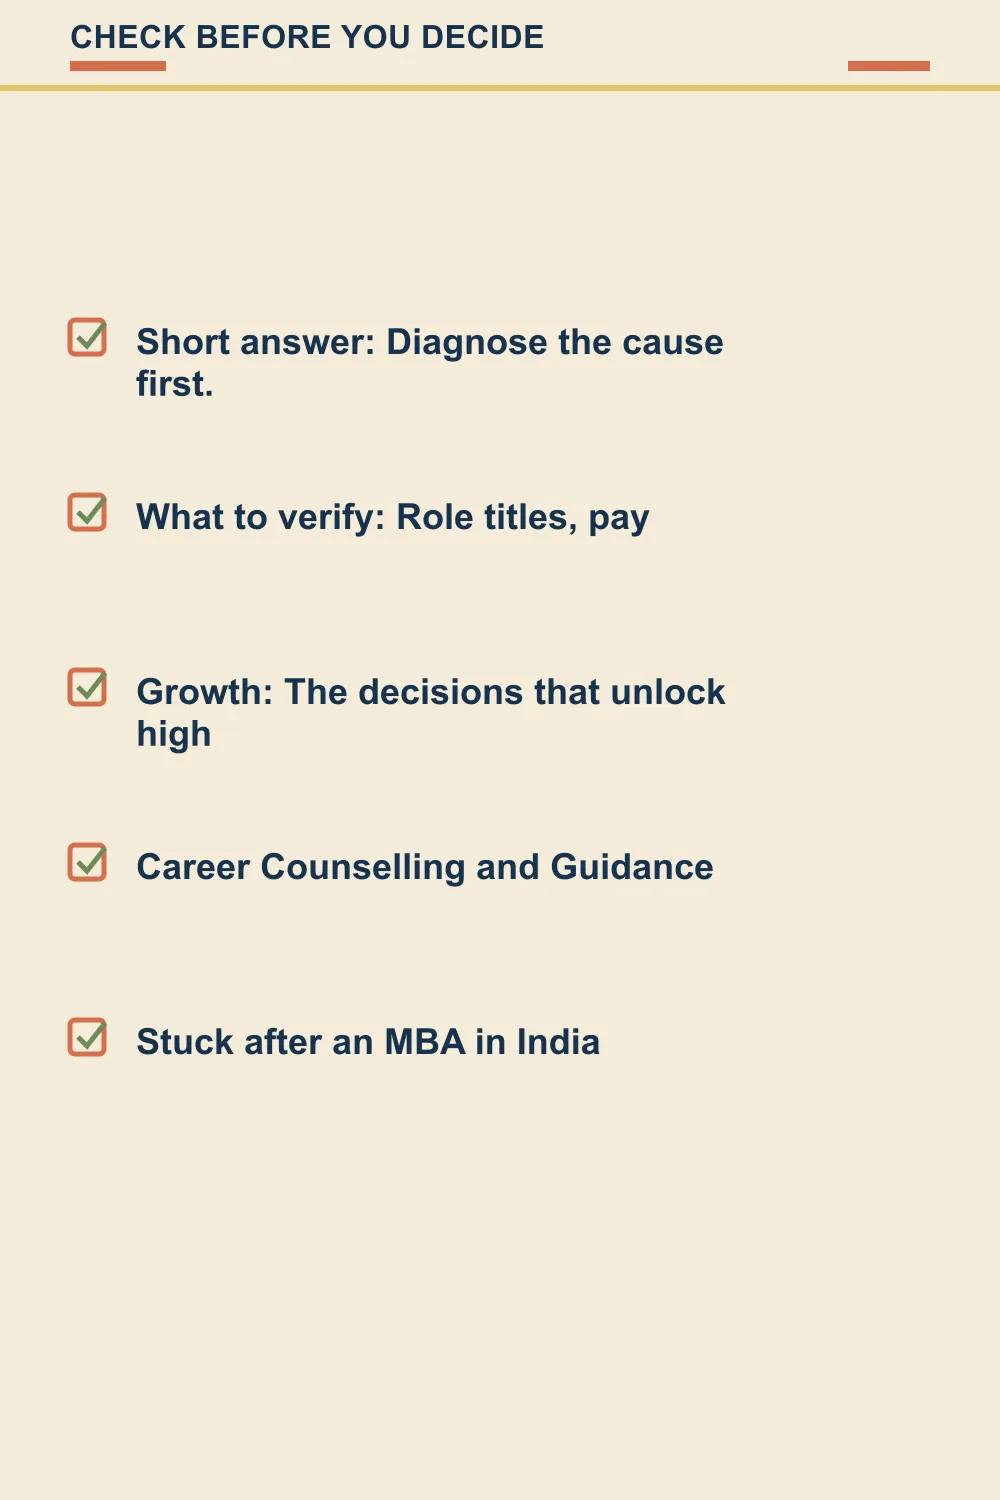 CHECK BEFORE YOU DECIDE
Short answer: Diagnose the cause
first.
What to verify: Role titles, pay
Growth: The decisions that unlock
high
Career Counselling and Guidance
Stuck after an MBA in India